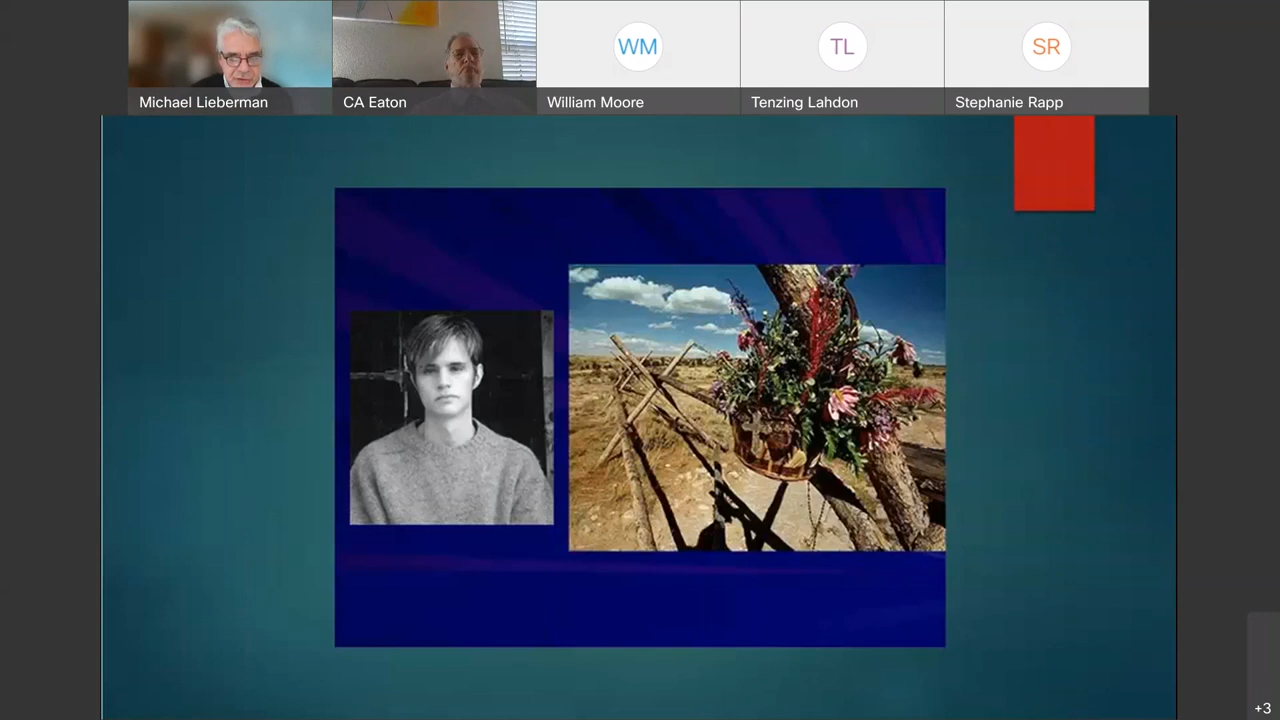 WM
TL
SR
Michael Lieberman
CA Eaton
William Moore
Tenzing Lahdon
Stephanie Rapp
+3